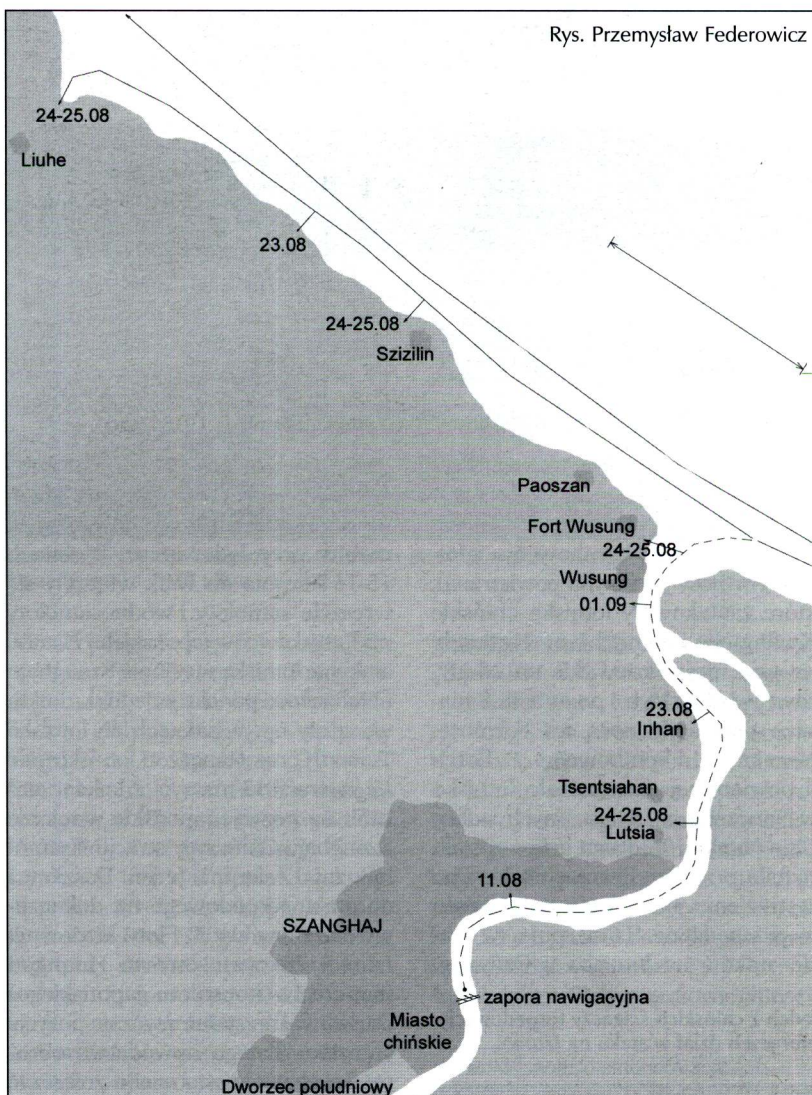 Rys. Przemysław Federowicz
24-25.08
Liuhe
23.08
24-25.08
Szizilin
Paoszan
Fort Wusung
24-25.08
Wusung
01.09
23.08
Inhan
Tsentsiahan
24-25.08
Lutsia
11.08
SZANGHAJ
zapora nawigacyjna
Miasto
chińskie
Dworzec południowy